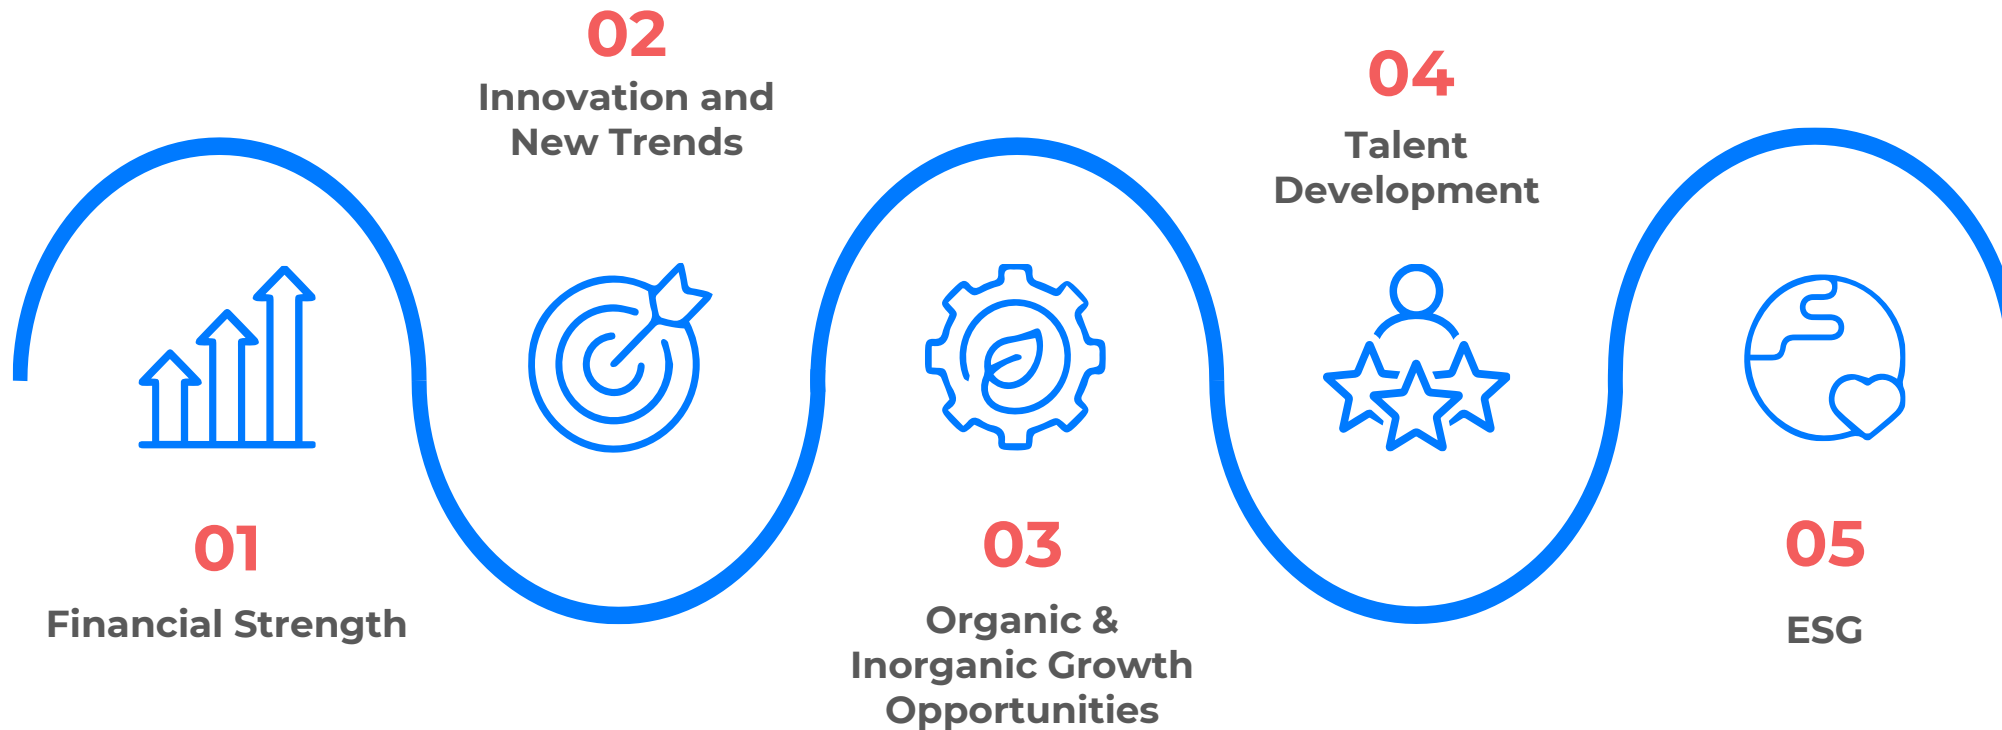 01
Financial Strength
02
Innovation and
New Trends
03
Organic &
Inorganic Growth
Opportunities
04
Talent
Development
05
ESG